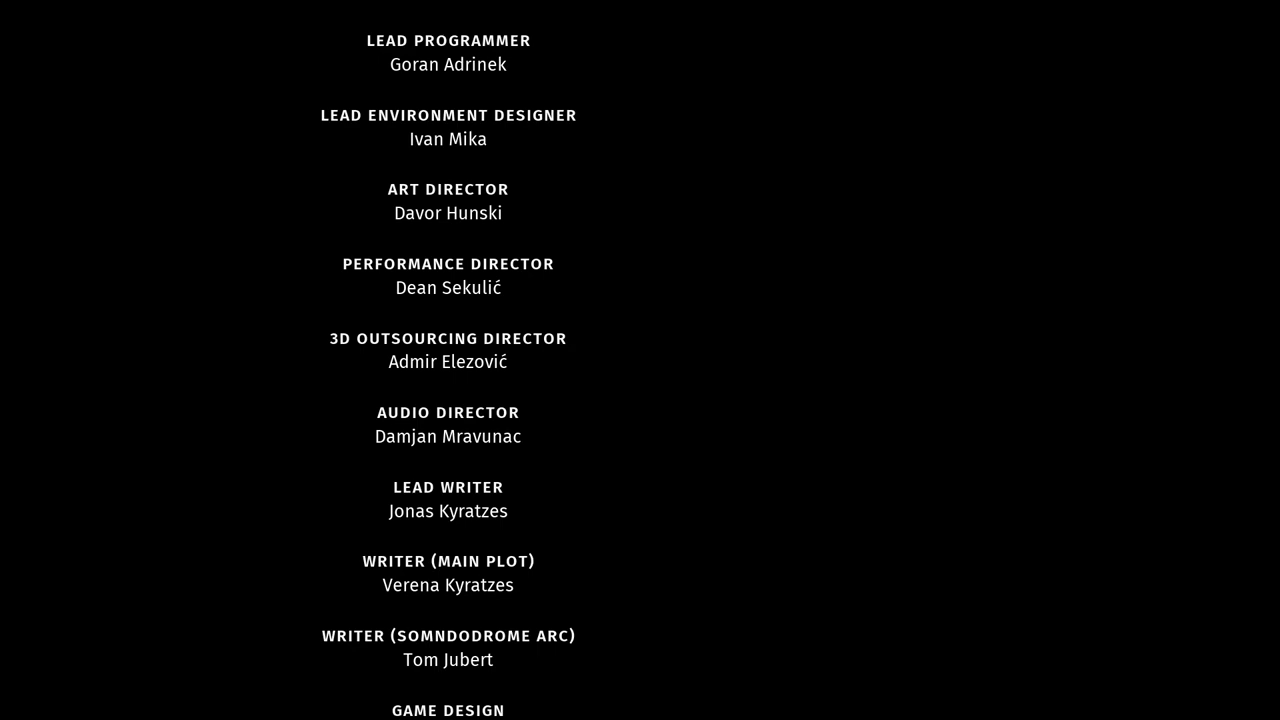 LEAD PROGRAMMER
Goran Adrinek
LEAD ENVIRONMENT DESIGNER
Ivan Mika
ART DIRECTOR
Davor Hunski
PERFORMANCE DIRECTOR
Dean Sekulić
3D OUTSOURCING DIRECTOR
Admir Elezović
AUDIO DIRECTOR
Damjan Mravunac
LEAD WRITER
Jonas Kyratzes
WRITER (MAIN PLOT)
Verena Kyratzes
WRITER (SOMNDODROME ARC)
Tom Jubert
GAME DESIGN